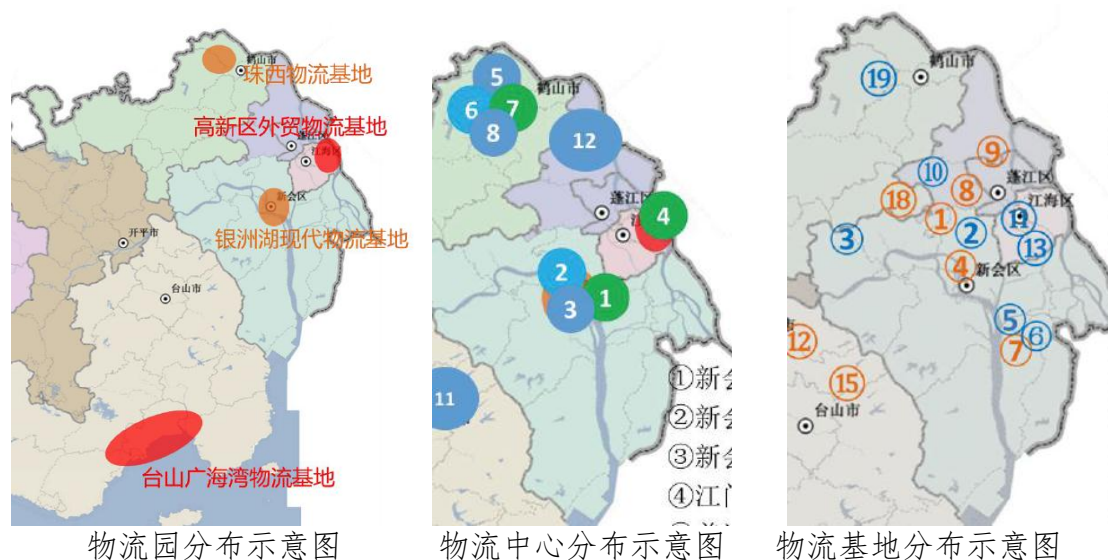 鹤山市
珠西物流基地
高新区外贸物流基地
蓬江区
江海区
新会区
银洲湖现代物流基地
开平市
台山市
台山广海湾物流基地
物流园分布示意图
5
鹤山市
6
7
8
12
蓬江区
4
江
2
1
3
11
①新会
②新会
③新会
④江门
物流中心分布示意图
⑲
鹤山市
⑨
⑩
⑧
蓬江区
⑱
江海区
①
⑪
③
②
⑬
④
新会区
⑤
⑥
⑦
⑫
市
⑮
台山市
物流基地分布示意图